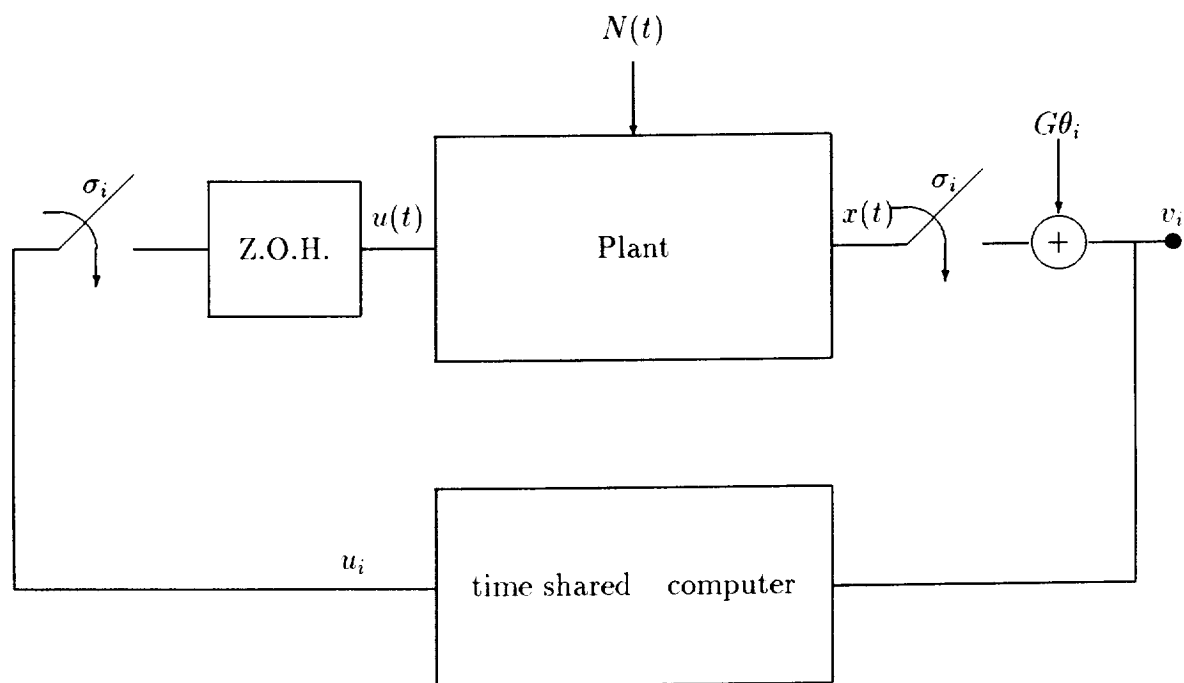 N(t)
Gθ_i
σ_i
σ_i
u(t)
x(t)
v_i
Z.O.H.
Plant
+
u_i
time shared computer